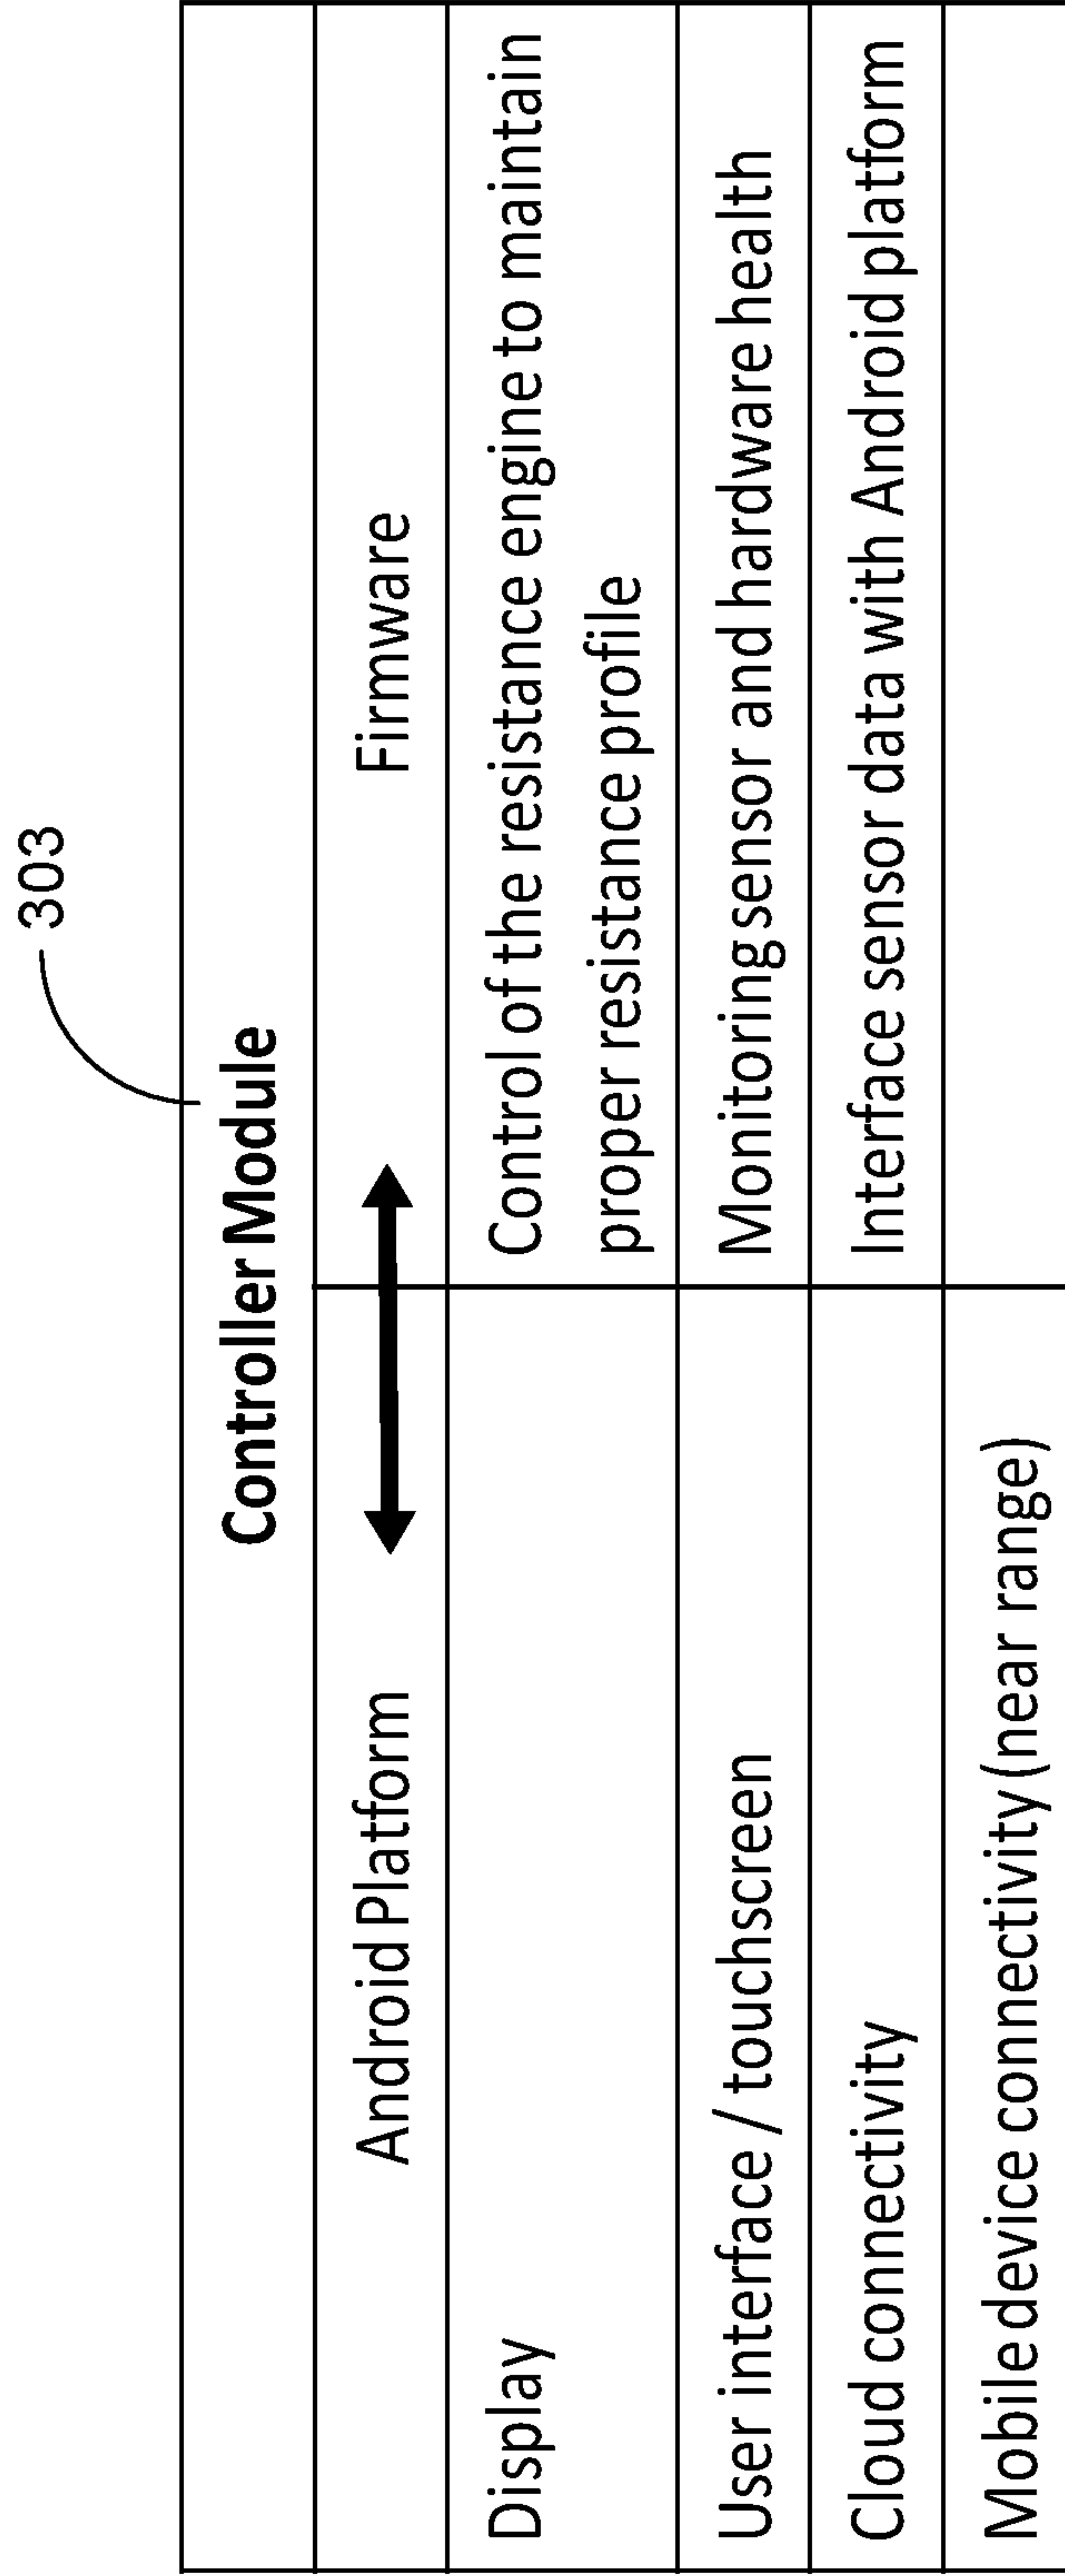 303
Controller Module
Android Platform
Firmware
Display
Control of the resistance engine to maintain
proper resistance profile
User interface / touchscreen
Monitoring sensor and hardware health
Cloud connectivity
Interface sensor data with Android platform
Mobile device connectivity (near range)